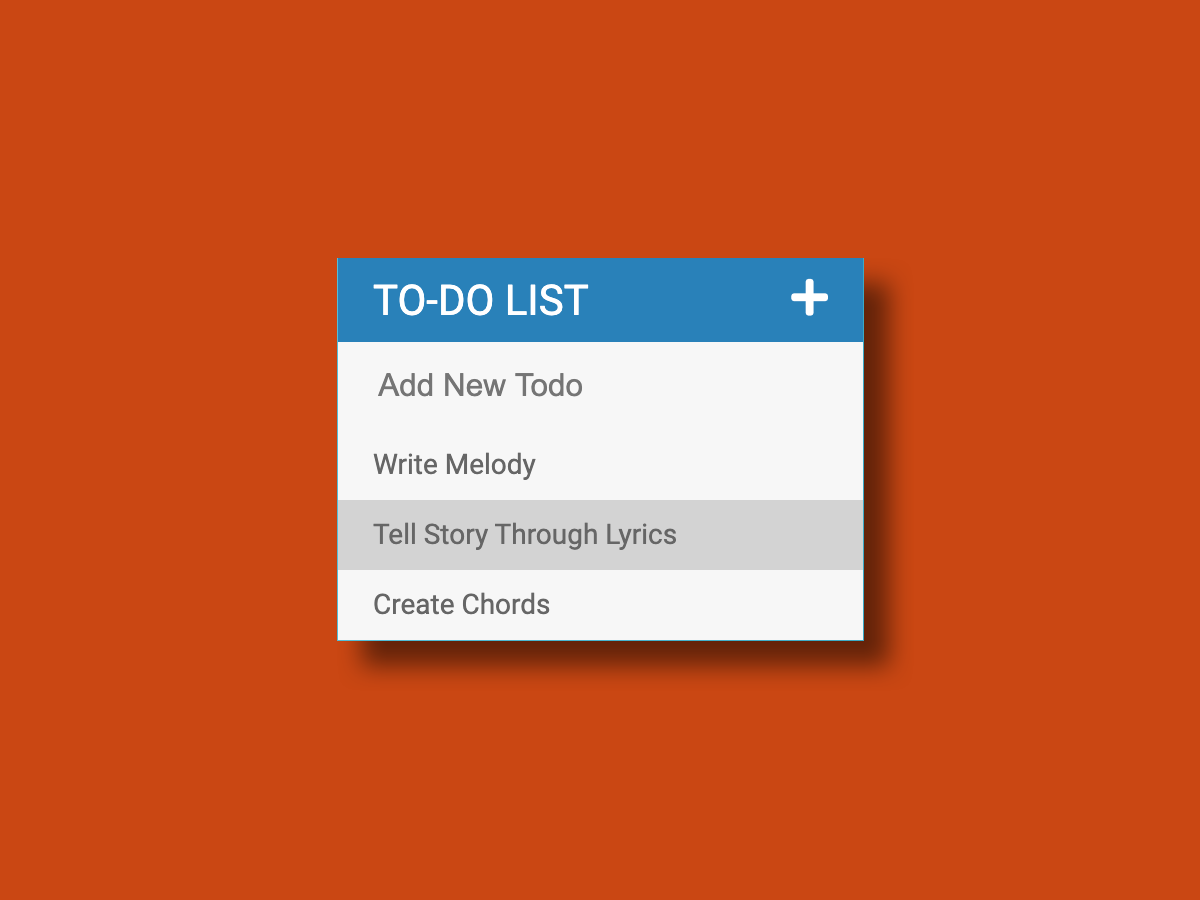 TO-DO LIST
Add New Todo
Write Melody
Tell Story Through Lyrics
Create Chords